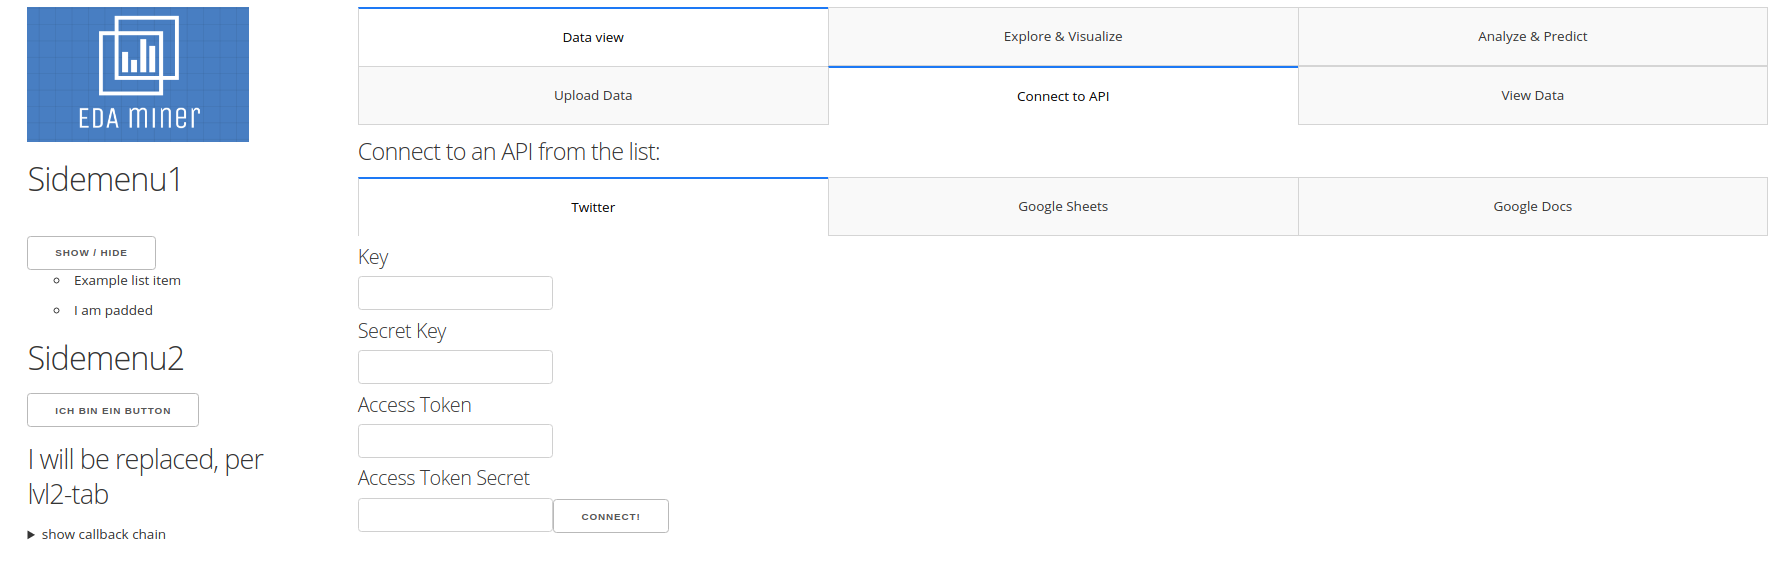 EDA miner
Sidemenu1
SHOW / HIDE
Example list item
I am padded
Sidemenu2
ICH BIN EIN BUTTON
I will be replaced, per
lvl2-tab
show callback chain
Data view
Explore & Visualize
Analyze & Predict
Upload Data
Connect to API
View Data
Connect to an API from the list:
Twitter
Google Sheets
Google Docs
Key
Secret Key
Access Token
Access Token Secret
CONNECT!